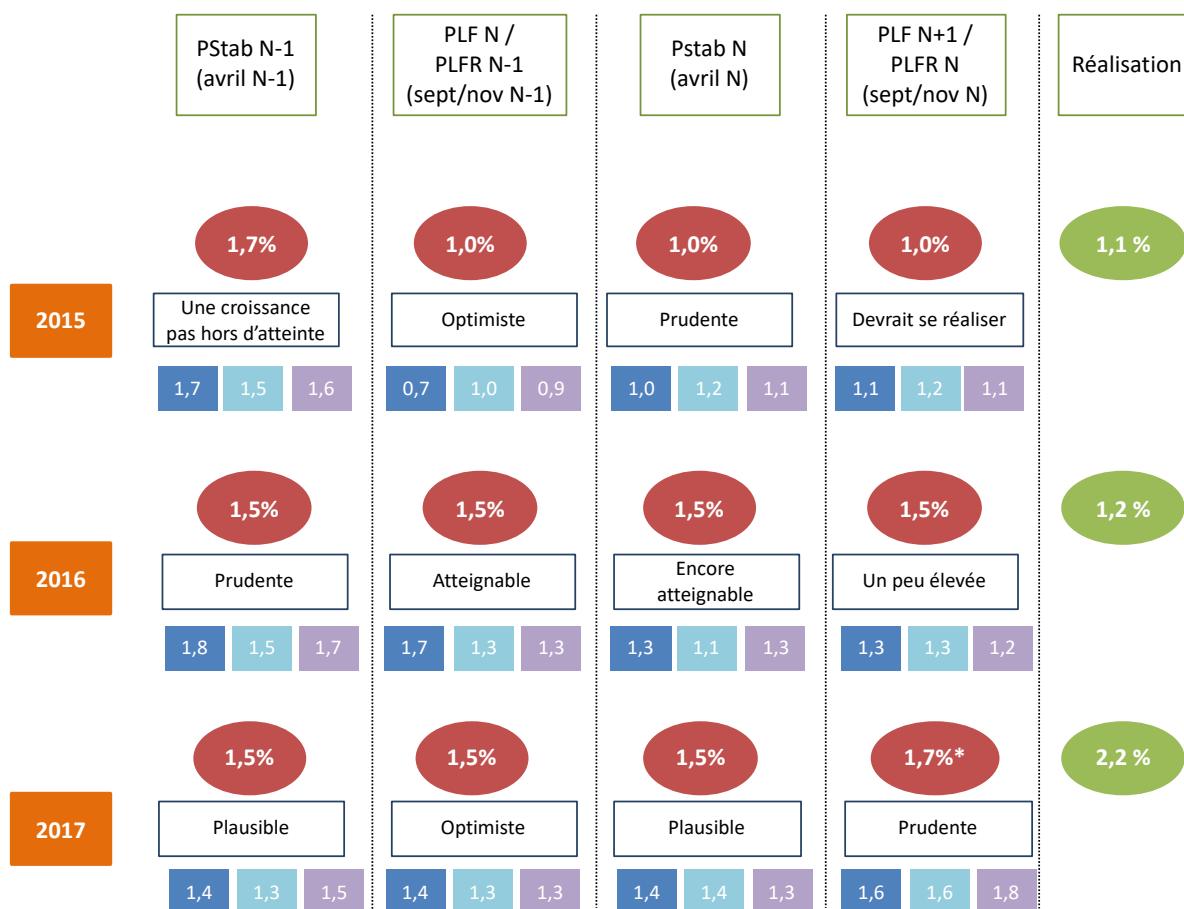 PStab N-1
(avril N-1)
PLF N /
PLFR N-1
(sept/nov N-1)
Pstab N
(avril N)
PLF N+1 /
PLFR N
(sept/nov N)
Réalisation
2015
1,7%
1,0%
1,0%
1,0%
1,1 %
Une croissance
pas hors d’atteinte
Optimiste
Prudente
Devrait se réaliser
1,7 1,5 1,6
0,7 1,0 0,9
1,0 1,2 1,1
1,1 1,2 1,1
2016
1,5%
1,5%
1,5%
1,5%
1,2 %
Prudente
Atteignable
Encore
atteignable
Un peu élevée
1,8 1,5 1,7
1,7 1,3 1,3
1,3 1,1 1,3
1,3 1,3 1,2
2017
1,5%
1,5%
1,5%
1,7%*
2,2 %
Plausible
Optimiste
Plausible
Prudente
1,4 1,3 1,5
1,4 1,3 1,3
1,4 1,4 1,3
1,6 1,6 1,8